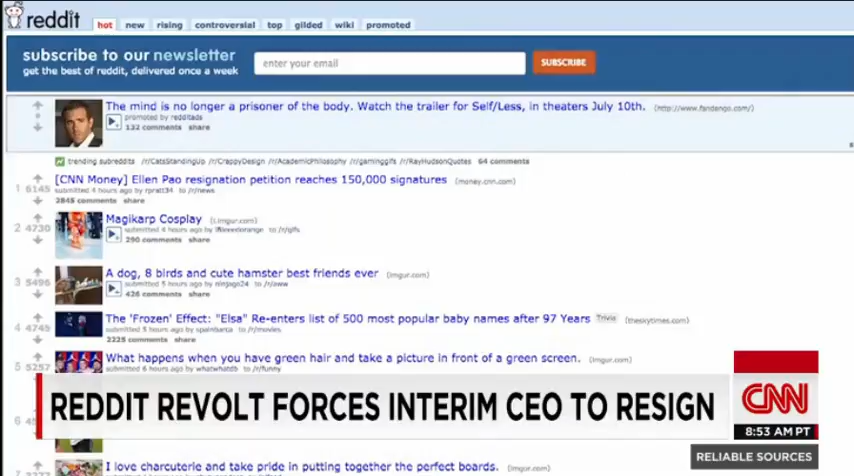 reddit hot new rising controversial top gilded wiki promoted
subscribe to our newsletter
get the best of reddit, delivered once a week
enter your email
SUBSCRIBE
The mind is no longer a prisoner of the body. Watch the trailer for Self/Less, in theaters July 10th. (http://www.fandango.com/)
promoted by redditads
132 comments share
trending subreddits /r/CatsStandingUp /r/CrappyDesign /r/AcademicPhilosophy /r/gaminggifs /r/RayHudsonQuotes 64 comments
[CNN Money] Ellen Pao resignation petition reaches 150,000 signatures (money.cnn.com)
1 6145
submitted 4 hours ago by rpratt34 to /r/news
2845 comments share
Magikarp Cosplay (i.imgur.com)
2 4730
submitted 4 hours ago by to /r/gifs
290 comments share
A dog, 8 birds and cute hamster best friends ever (imgur.com)
3 5496
submitted 5 hours ago by ninjago24 to /r/aww
426 comments share
The 'Frozen' Effect: "Elsa" Re-enters list of 500 most popular baby names after 97 Years Trivia (theskytimes.com)
4 4745
submitted 5 hours ago by spainbarca to /r/movies
2225 comments share
What happens when you have green hair and take a picture in front of a green screen. (imgur.com)
5 5257
submitted 6 hours ago by whatwhatdb to /r/funny
REDDIT REVOLT FORCES INTERIM CEO TO RESIGN
CNN
8:53 AM PT
RELIABLE SOURCES
6
7
I love charcuterie and take pride in putting together the perfect boards. (imgur.com)